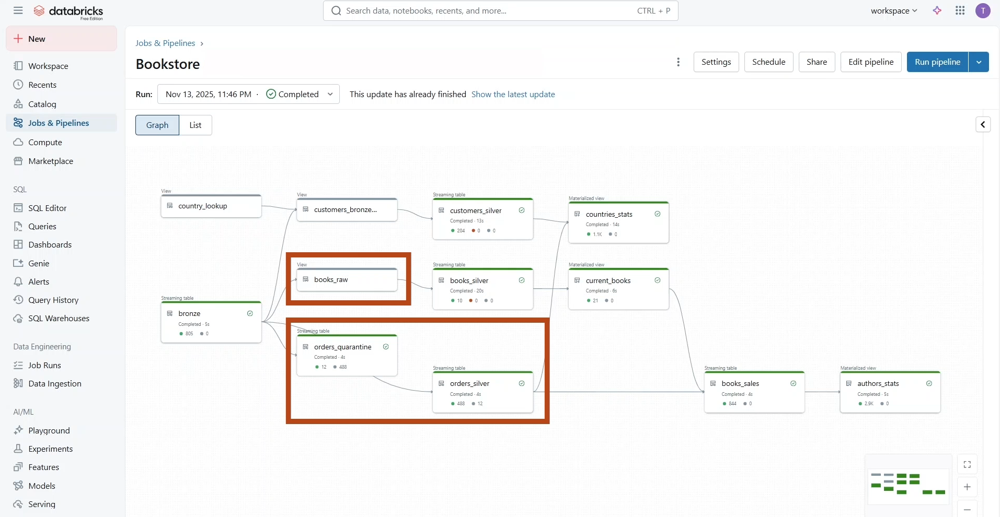 databricks
Free Edition
Search data, notebooks, recents, and more...
CTRL + P
workspace
T
New
Workspace
Recents
Catalog
Jobs & Pipelines
Compute
Marketplace
SQL
SQL Editor
Queries
Dashboards
Genie
Alerts
Query History
SQL Warehouses
Data Engineering
Job Runs
Data Ingestion
AI/ML
Playground
Experiments
Features
Models
Serving
Jobs & Pipelines ›
Bookstore
Settings
Schedule
Share
Edit pipeline
Run pipeline
Run: Nov 13, 2025, 11:46 PM · Completed
This update has already finished Show the latest update
Graph
List
View
country_lookup
View
customers_bronze...
Streaming table
customers_silver
Completed · 13s
204 0 0
Materialized view
countries_stats
Completed · 14s
1.1K 0
View
books_raw
Streaming table
books_silver
Completed · 20s
10 0 0
Materialized view
current_books
Completed · 6s
21 0
Streaming table
bronze
Completed · 5s
805 0
Streaming table
orders_quarantine
Completed · 4s
12 488
Streaming table
orders_silver
Completed · 4s
488 12
Streaming table
books_sales
Completed · 4s
844 0
Materialized view
authors_stats
Completed · 5s
2.9K 0